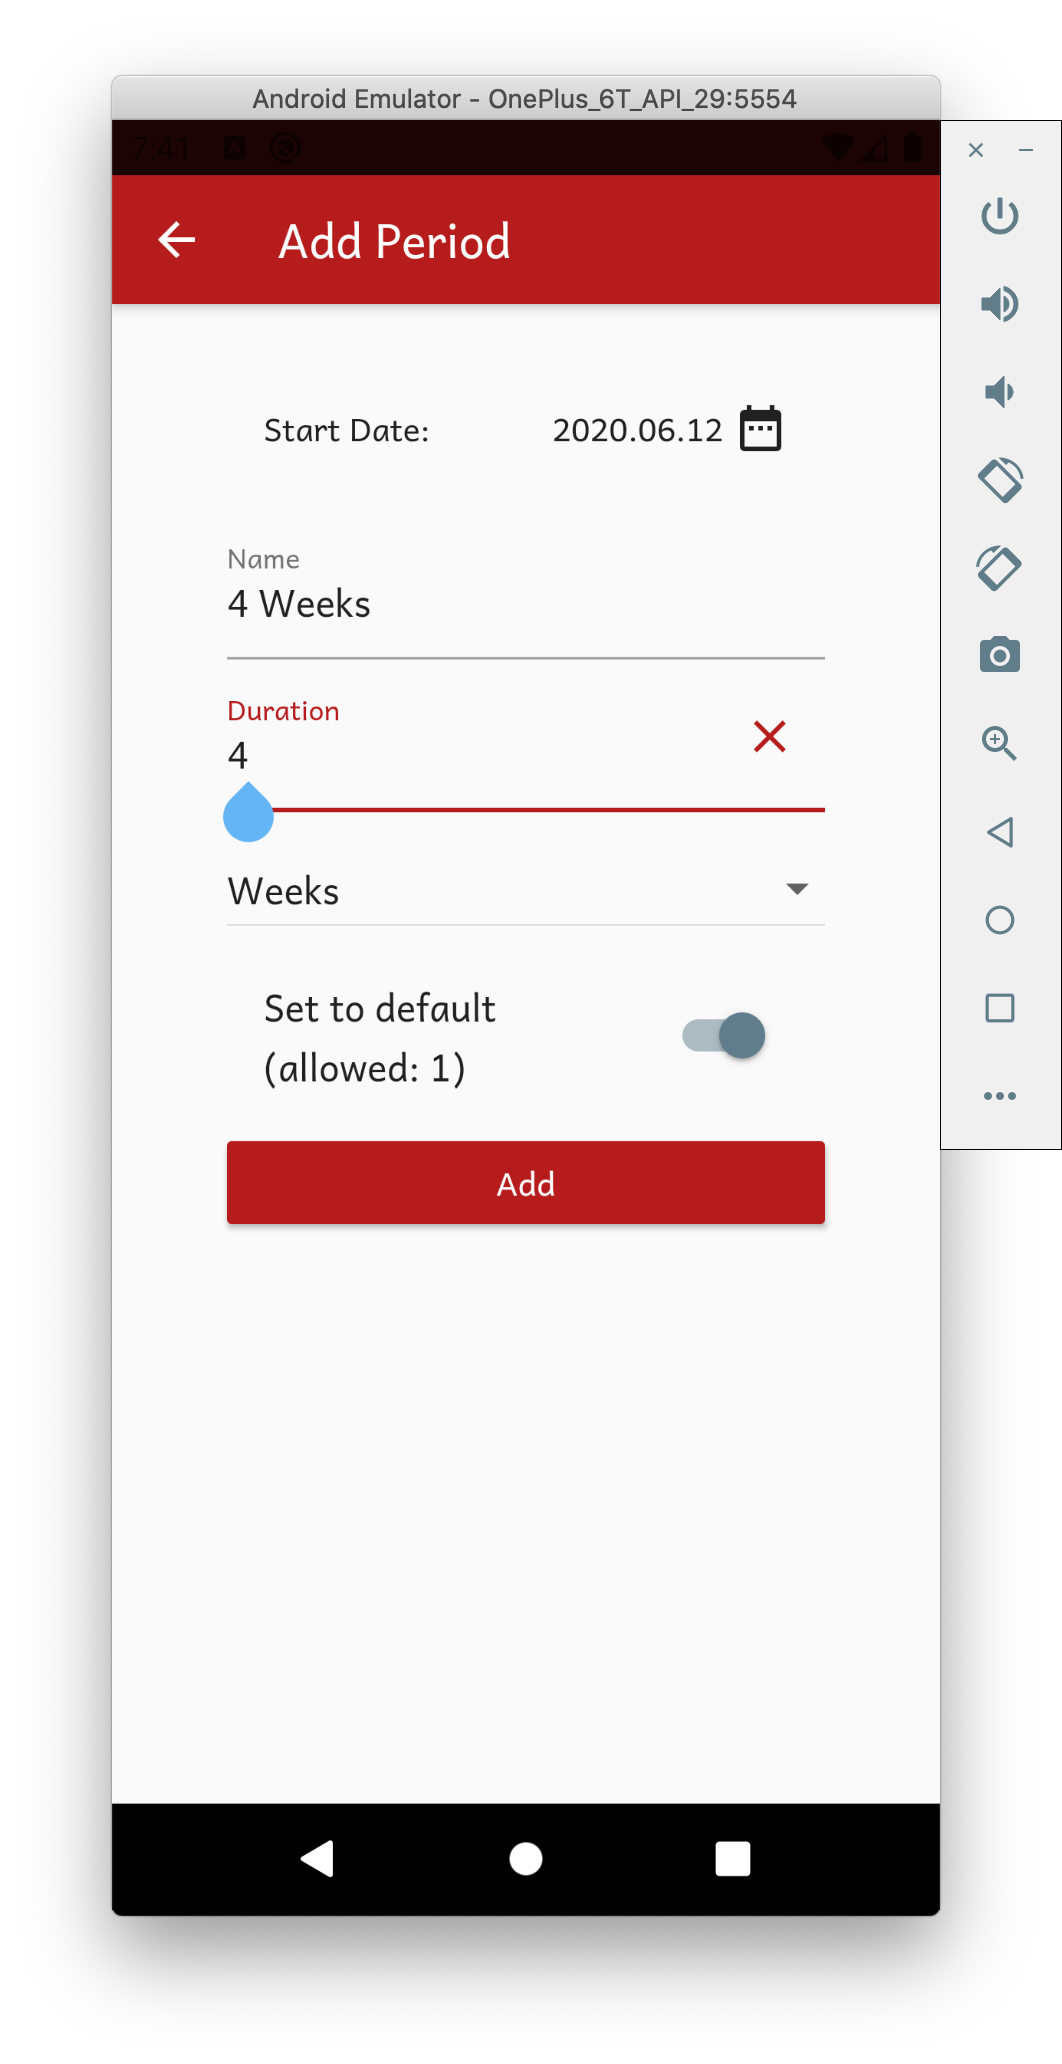 Android Emulator - OnePlus_6T_API_29:5554
7:41
Add Period
Start Date: 2020.06.12
Name
4 Weeks
Duration
4
Weeks
Set to default
(allowed: 1)
Add